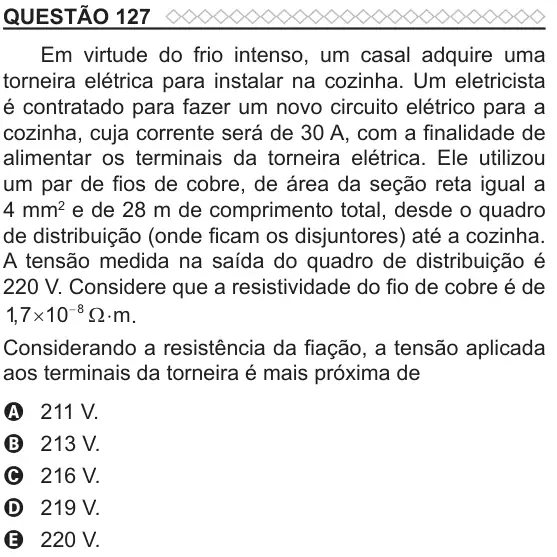 QUESTÃO 127
Em virtude do frio intenso, um casal adquire uma
torneira elétrica para instalar na cozinha. Um eletricista
é contratado para fazer um novo circuito elétrico para a
cozinha, cuja corrente será de 30 A, com a finalidade de
alimentar os terminais da torneira elétrica. Ele utilizou
um par de fios de cobre, de área da seção reta igual a
4 mm² e de 28 m de comprimento total, desde o quadro
de distribuição (onde ficam os disjuntores) até a cozinha.
A tensão medida na saída do quadro de distribuição é
220 V. Considere que a resistividade do fio de cobre é de
1,7×10⁻⁸ Ω·m.
Considerando a resistência da fiação, a tensão aplicada
aos terminais da torneira é mais próxima de
A 211 V.
B 213 V.
C 216 V.
D 219 V.
E 220 V.